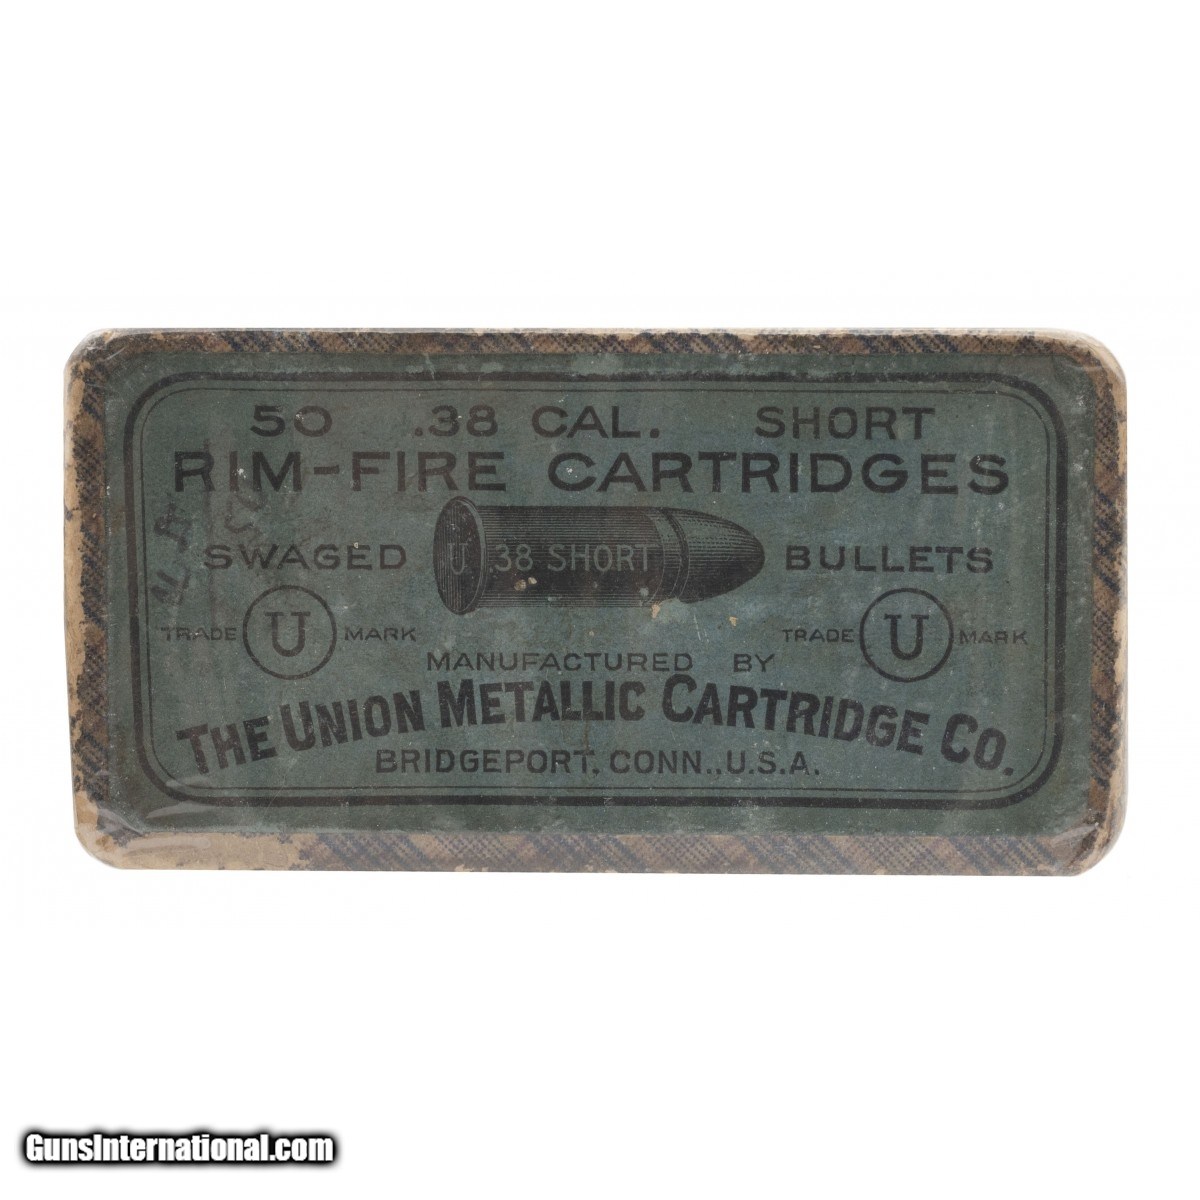 50 .38 CAL. SHORT
RIM-FIRE CARTRIDGES
SWAGED U .38 SHORT BULLETS
TRADE U MARK TRADE U MARK
MANUFACTURED BY
THE UNION METALLIC CARTRIDGE CO.
BRIDGEPORT, CONN., U.S.A.
GunsInternational.com